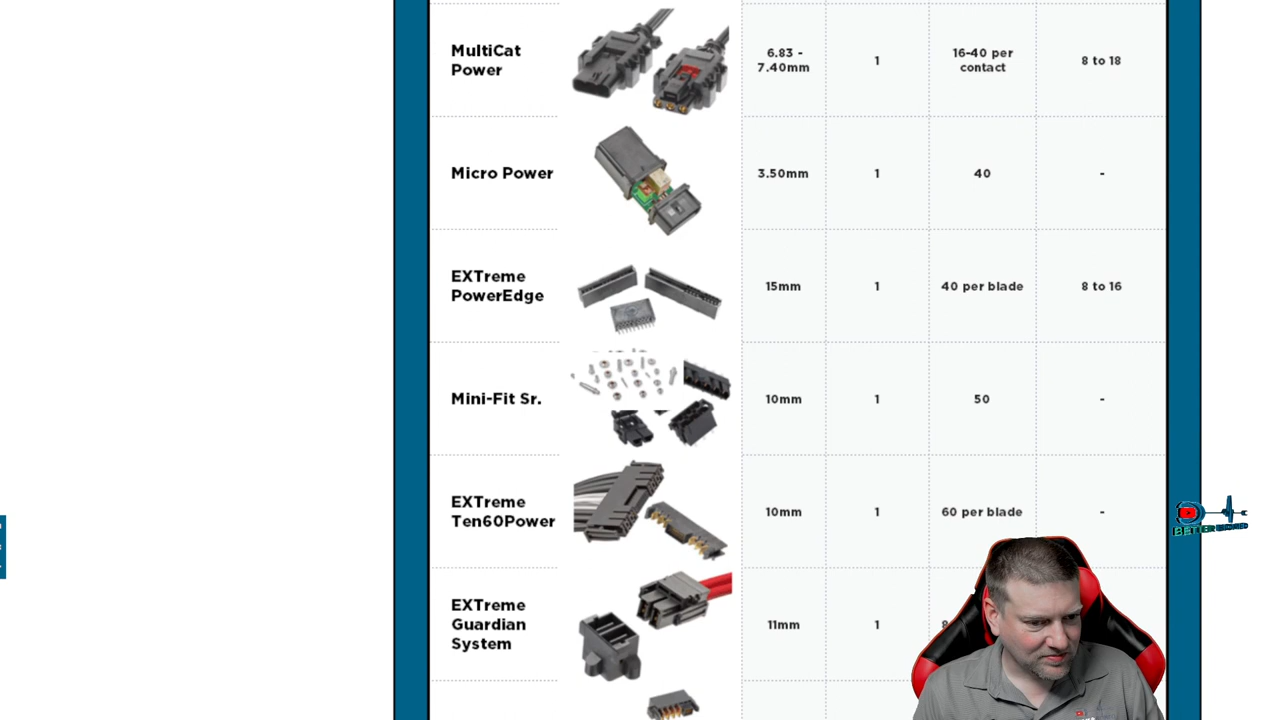 MultiCat
Power
6.83 -
7.40mm
1
16-40 per
contact
8 to 18
Micro Power
3.50mm
1
40
-
EXTreme
PowerEdge
15mm
1
40 per blade
8 to 16
Mini-Fit Sr.
10mm
1
50
-
EXTreme
Ten60Power
10mm
1
60 per blade
-
EXTreme
Guardian
System
11mm
1
BETTER